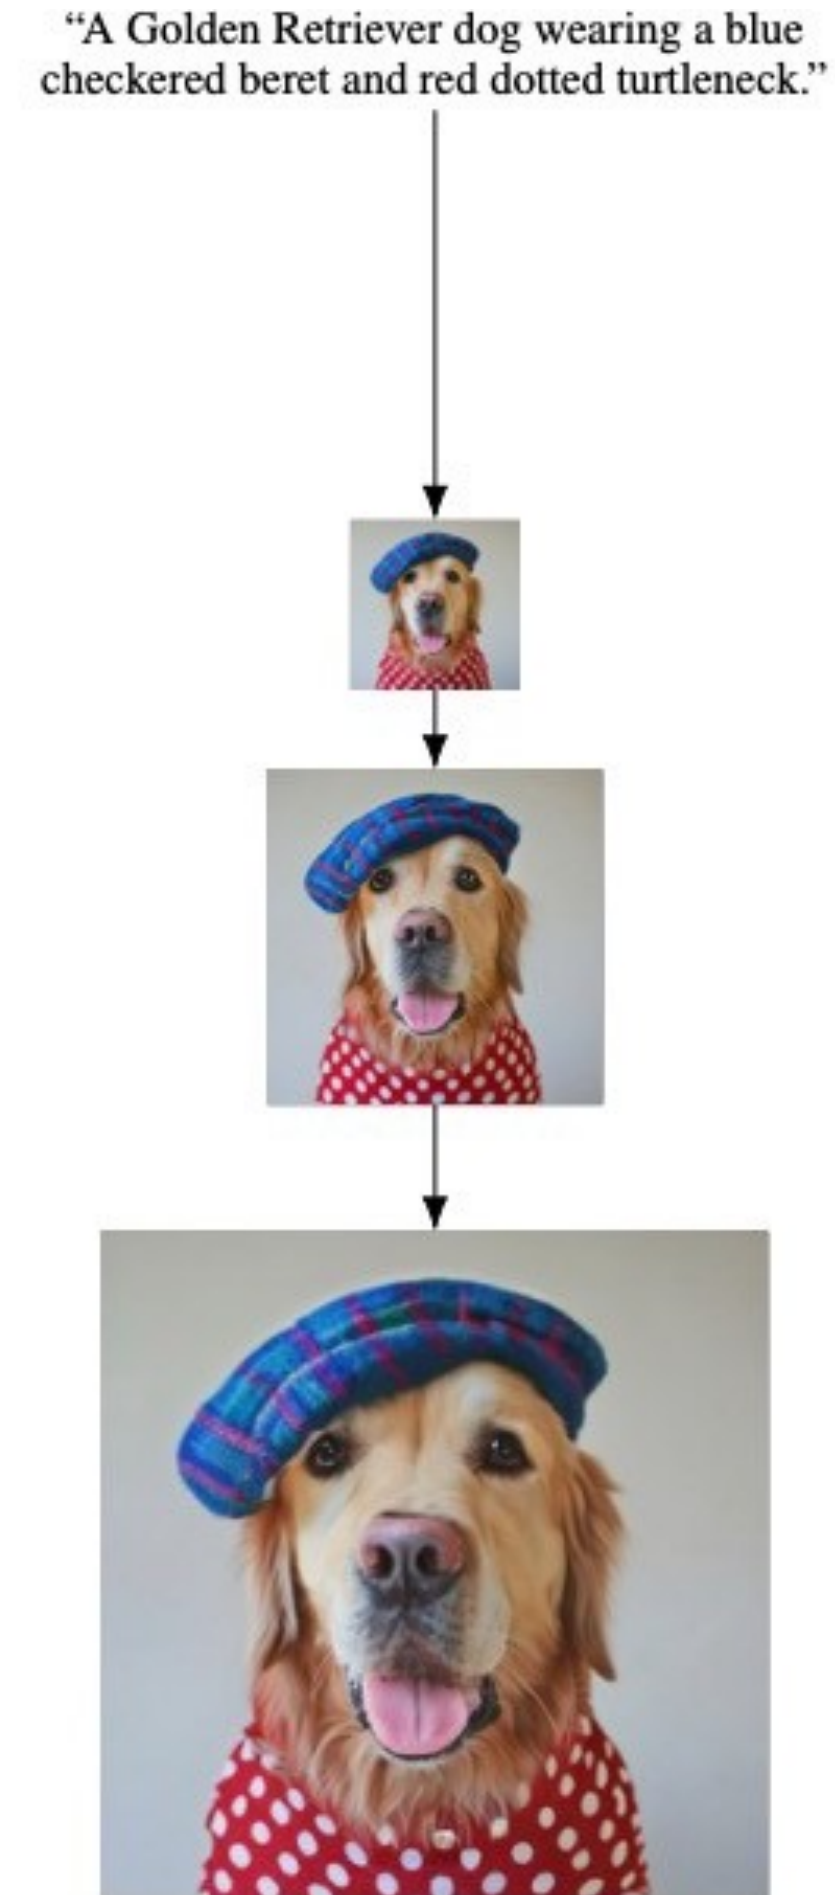 “A Golden Retriever dog wearing a blue
checkered beret and red dotted turtleneck.”